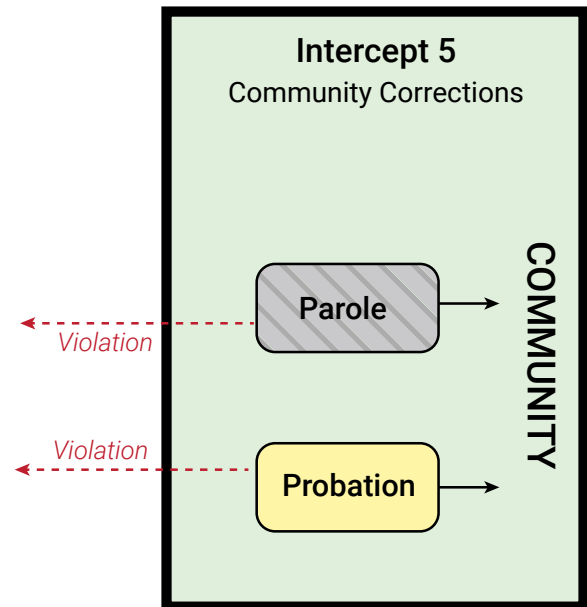 Intercept 5
Community Corrections
COMMUNITY
Parole
Violation
Violation
Probation